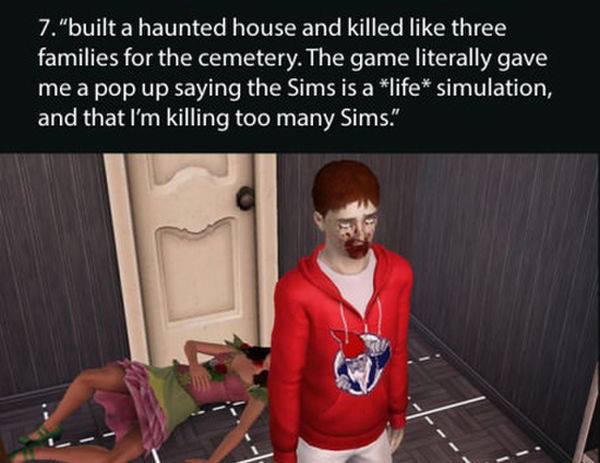 7. “built a haunted house and killed like three
families for the cemetery. The game literally gave
me a pop up saying the Sims is a *life* simulation,
and that I’m killing too many Sims.”